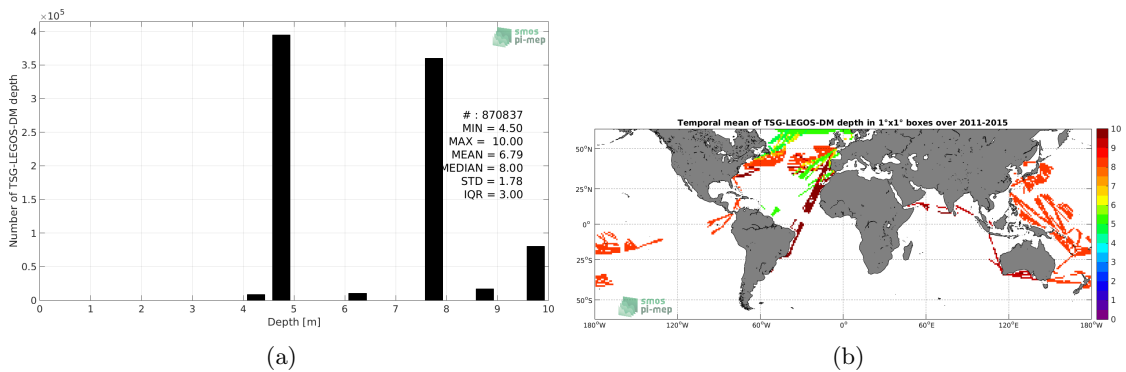 ×10⁵
4
3.5
3
2.5
2
1.5
1
0.5
0
Number of TSG-LEGOS-DM depth
smos
pi-mep
# : 870837
MIN = 4.50
MAX = 10.00
MEAN = 6.79
MEDIAN = 8.00
STD = 1.78
IQR = 3.00
0 1 2 3 4 5 6 7 8 9 10
Depth [m]
(a)
Temporal mean of TSG-LEGOS-DM depth in 1°x1° boxes over 2011-2015
50°N
25°N
0°
25°S
50°S
smos
pi-mep
180°W 120°W 60°W 0° 60°E 120°E 180°W
10
9
8
7
6
5
4
3
2
1
0
(b)